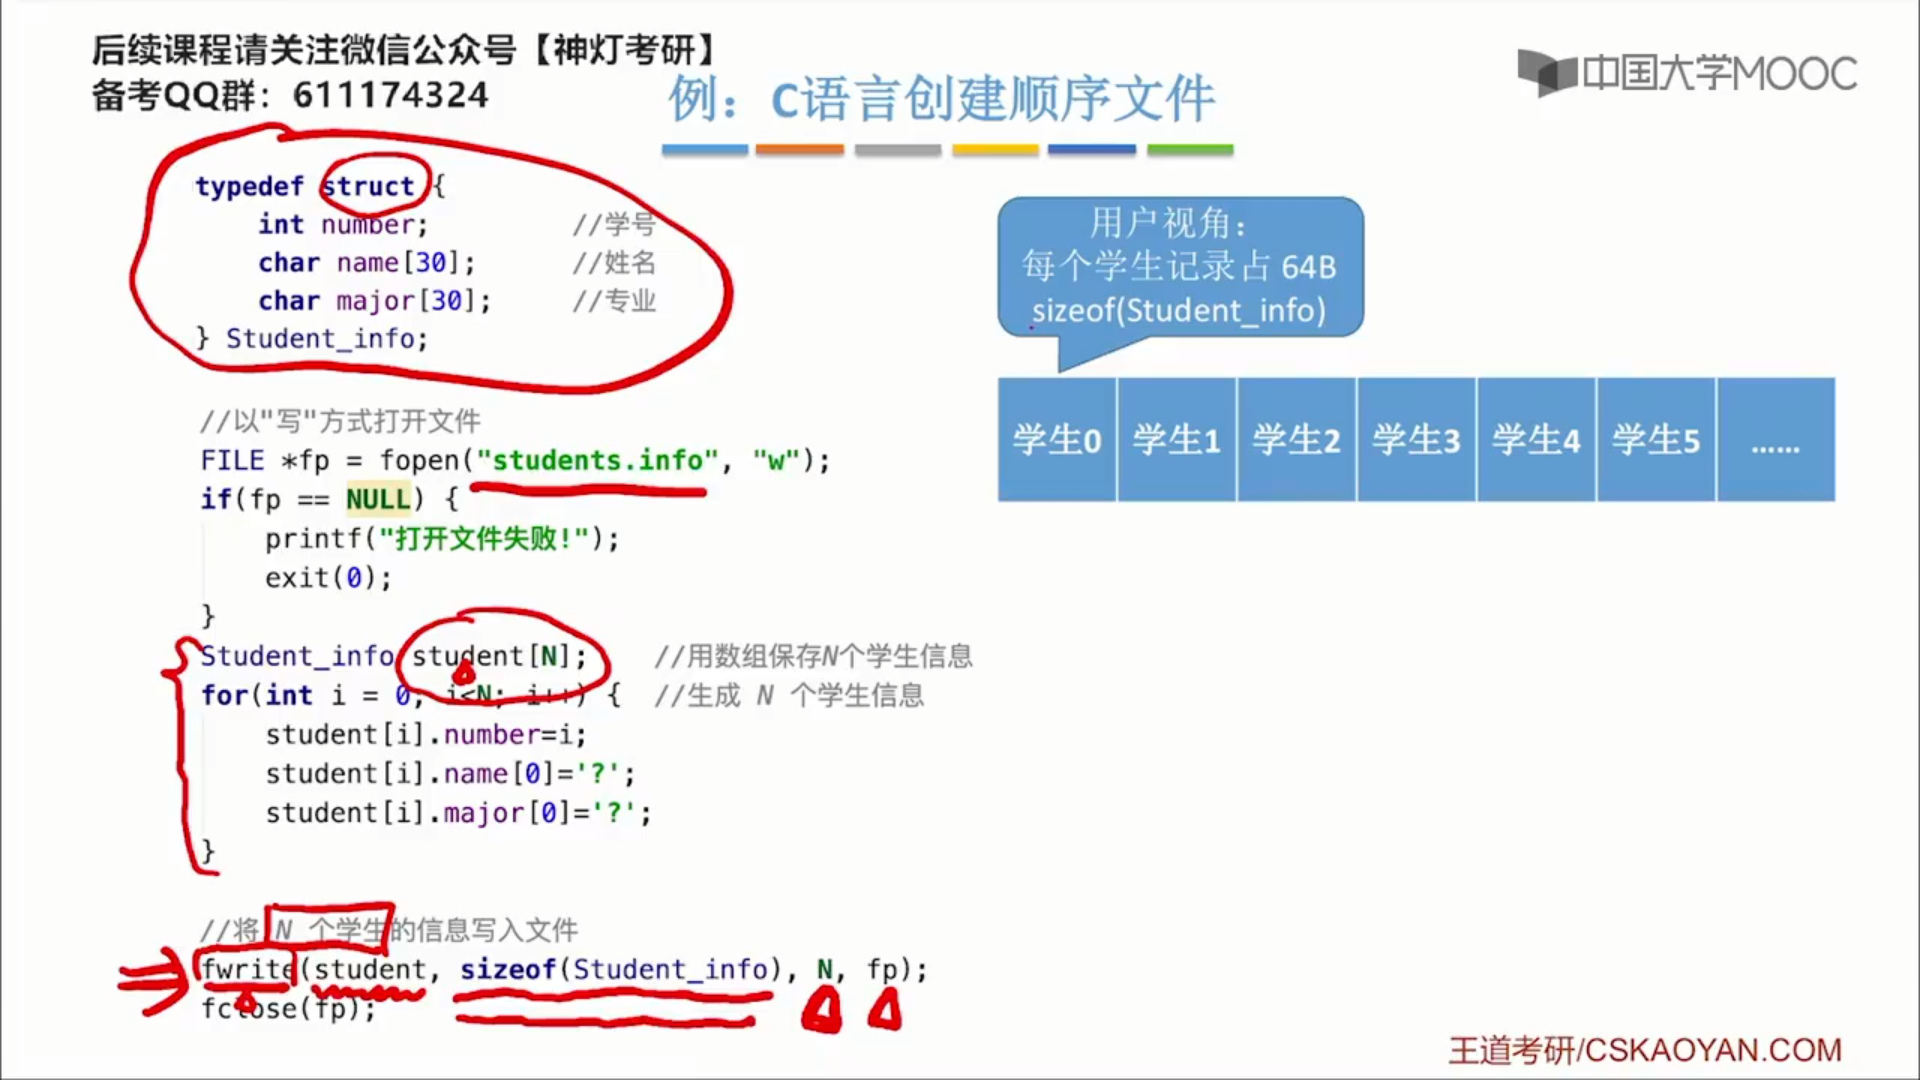 后续课程请关注微信公众号【神灯考研】
备考QQ群：611174324
例：C语言创建顺序文件
中国大学MOOC
typedef struct {
int number; //学号
char name[30]; //姓名
char major[30]; //专业
} Student_info;
//以"写"方式打开文件
FILE *fp = fopen("students.info", "w");
if(fp == NULL) {
printf("打开文件失败!");
exit(0);
}
Student_info student[N]; //用数组保存N个学生信息
for(int i = 0; i<N; i++) { //生成 N 个学生信息
student[i].number=i;
student[i].name[0]='?';
student[i].major[0]='?';
}
//将 N 个学生的信息写入文件
fwrite(student, sizeof(Student_info), N, fp);
fclose(fp);
用户视角：
每个学生记录占 64B
sizeof(Student_info)
学生0 学生1 学生2 学生3 学生4 学生5 ……
王道考研/CSKAOYAN.COM